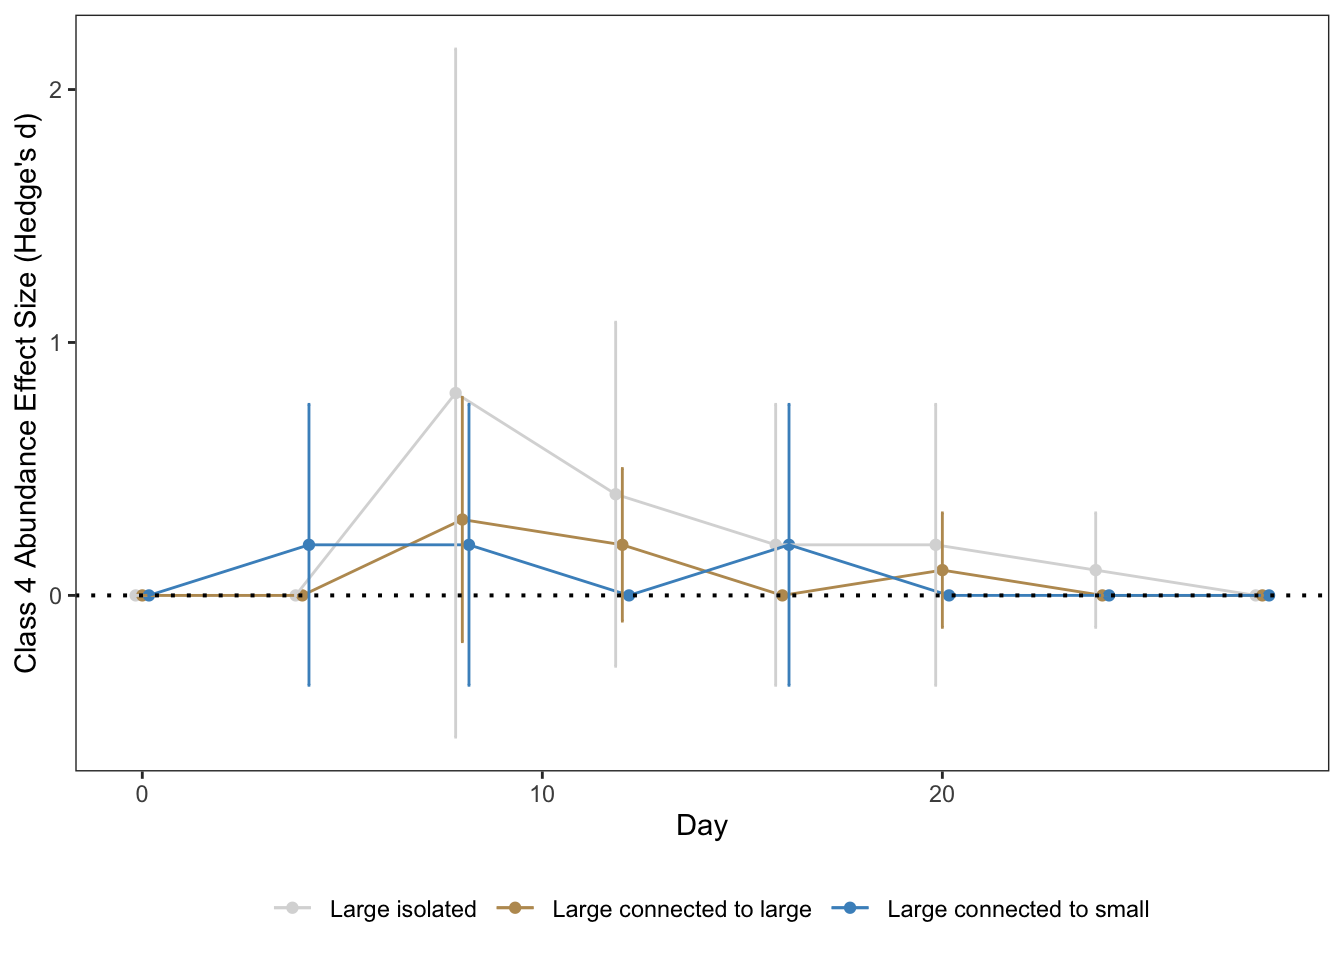 Class 4 Abundance Effect Size (Hedge's d)
2
1
0
0 10 20
Day
Large isolated Large connected to large Large connected to small